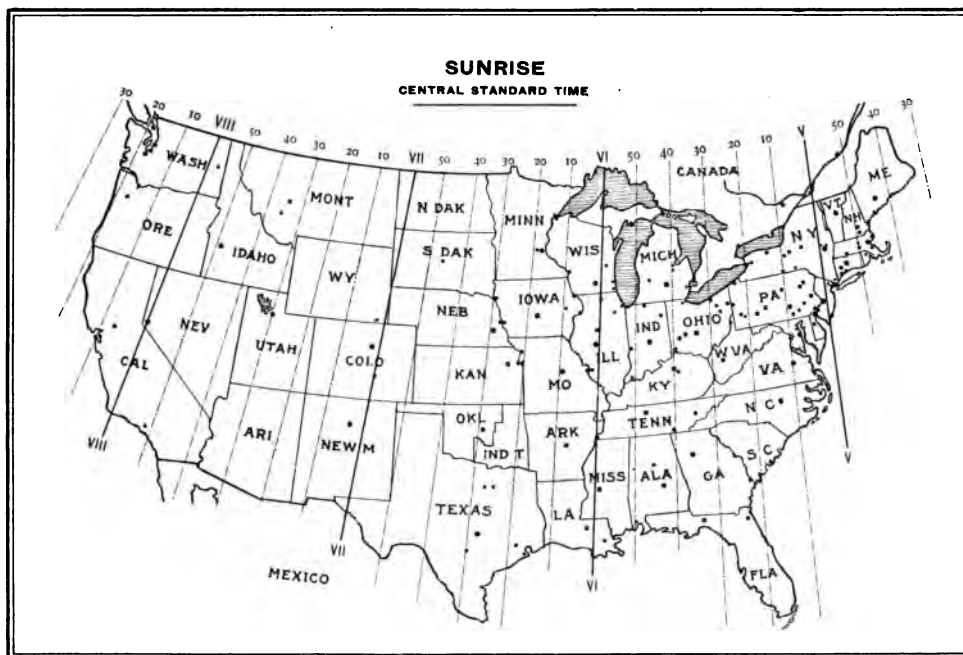 SUNRISE
CENTRAL STANDARD TIME
30 20 10 VIII 50 40 30 20 10 VII 50 40 30 20 10 VI 50 40 30 20 10 V 50 40 30
CANADA
WASH
MONT
N DAK
MINN
ME
VT
NH
ORE
IDAHO
S DAK
WIS
MICH
N Y
WY
IOWA
NEB
PA
NEV
UTAH
COLO
ILL
IND
OHIO
W VA
CAL
KAN
MO
KY
VA
ARI
NEW M
OKL
IND T
ARK
TENN
N C
S C
VIII
V
MISS
ALA
GA
TEXAS
LA
VII
VI
FLA
MEXICO